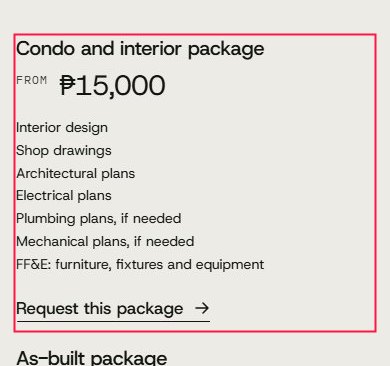 Condo and interior package
FROM ₱15,000
Interior design
Shop drawings
Architectural plans
Electrical plans
Plumbing plans, if needed
Mechanical plans, if needed
FF&E: furniture, fixtures and equipment
Request this package →
As-built package